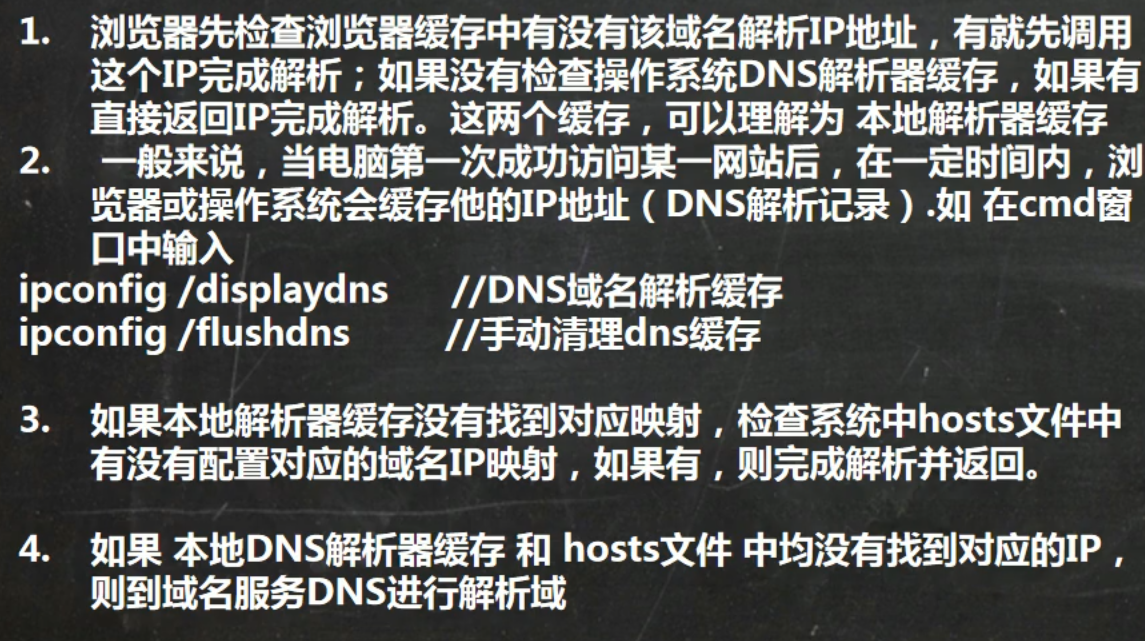 1. 浏览器先检查浏览器缓存中有没有该域名解析IP地址，有就先调用
这个IP完成解析；如果没有检查操作系统DNS解析器缓存，如果有
直接返回IP完成解析。这两个缓存，可以理解为 本地解析器缓存
2. 一般来说，当电脑第一次成功访问某一网站后，在一定时间内，浏
览器或操作系统会缓存他的IP地址（DNS解析记录）.如 在cmd窗
口中输入
ipconfig /displaydns //DNS域名解析缓存
ipconfig /flushdns //手动清理dns缓存
3. 如果本地解析器缓存没有找到对应映射，检查系统中hosts文件中
有没有配置对应的域名IP映射，如果有，则完成解析并返回。
4. 如果 本地DNS解析器缓存 和 hosts文件 中均没有找到对应的IP，
则到域名服务DNS进行解析域